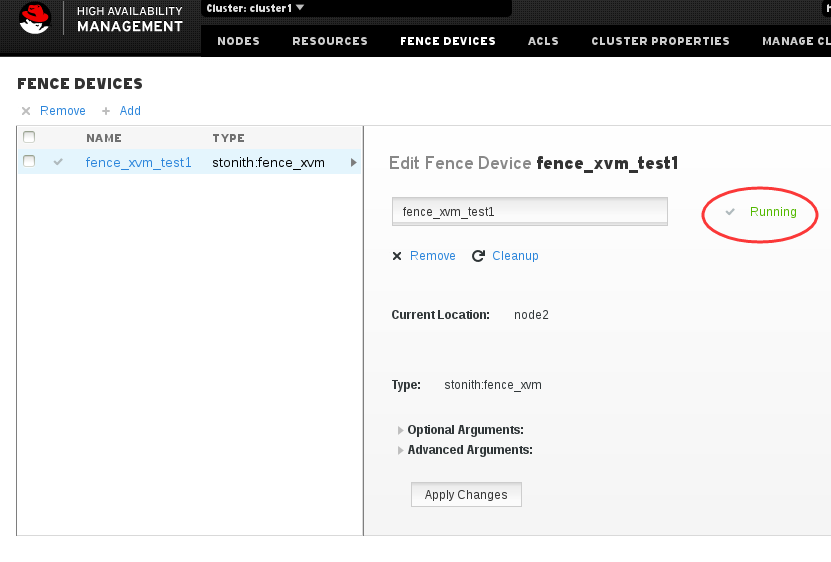 Cluster: cluster1
HIGH AVAILABILITY
MANAGEMENT
NODES RESOURCES FENCE DEVICES ACLS CLUSTER PROPERTIES MANAGE
FENCE DEVICES
Remove Add
NAME TYPE
fence_xvm_test1 stonith:fence_xvm
Edit Fence Device fence_xvm_test1
fence_xvm_test1 Running
Remove Cleanup
Current Location: node2
Type: stonith:fence_xvm
Optional Arguments:
Advanced Arguments:
Apply Changes